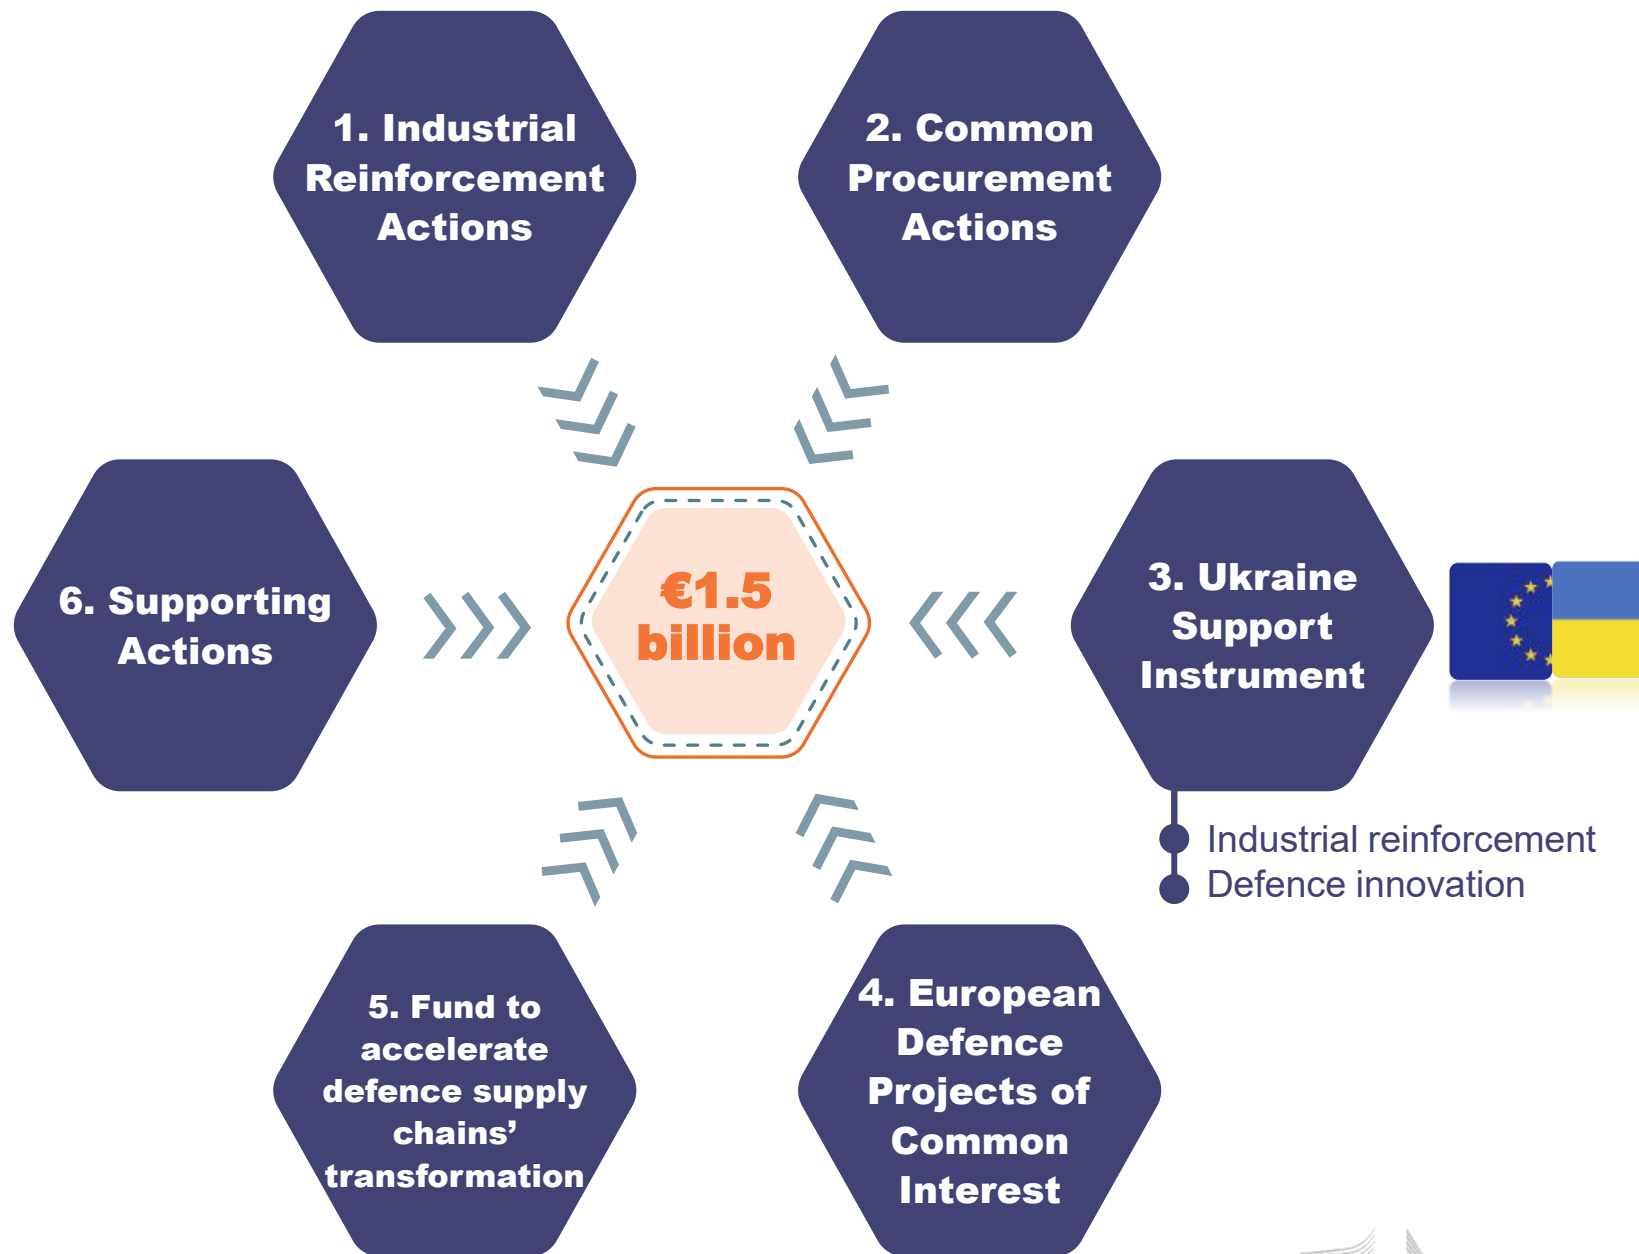 1. Industrial
Reinforcement
Actions
2. Common
Procurement
Actions
6. Supporting
Actions
€1.5
billion
3. Ukraine
Support
Instrument
Industrial reinforcement
Defence innovation
5. Fund to
accelerate
defence supply
chains’
transformation
4. European
Defence
Projects of
Common
Interest